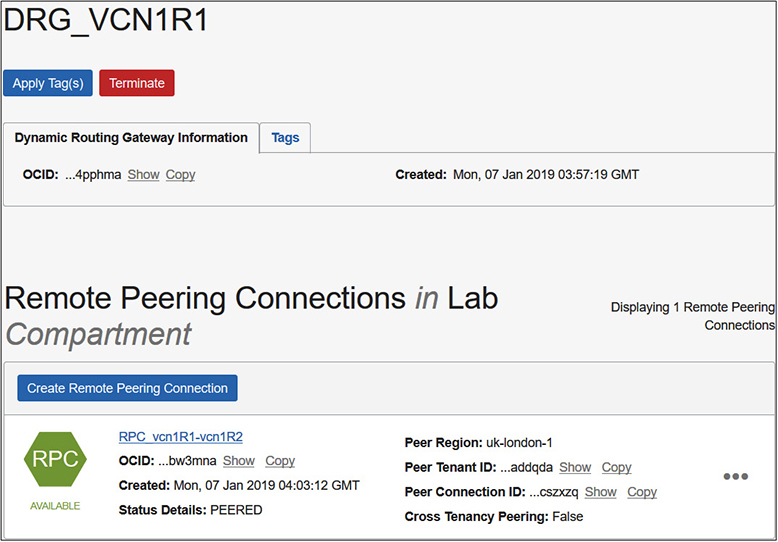 DRG_VCN1R1
Apply Tag(s) Terminate
Dynamic Routing Gateway Information Tags
OCID: ...4pphma Show Copy Created: Mon, 07 Jan 2019 03:57:19 GMT
Remote Peering Connections in Lab
Compartment
Displaying 1 Remote Peering
Connections
Create Remote Peering Connection
RPC
AVAILABLE
RPC_vcn1R1-vcn1R2
OCID: ...bw3mna Show Copy
Created: Mon, 07 Jan 2019 04:03:12 GMT
Status Details: PEERED
Peer Region: uk-london-1
Peer Tenant ID: ...addqda Show Copy
Peer Connection ID: ...cszxzq Show Copy
Cross Tenancy Peering: False